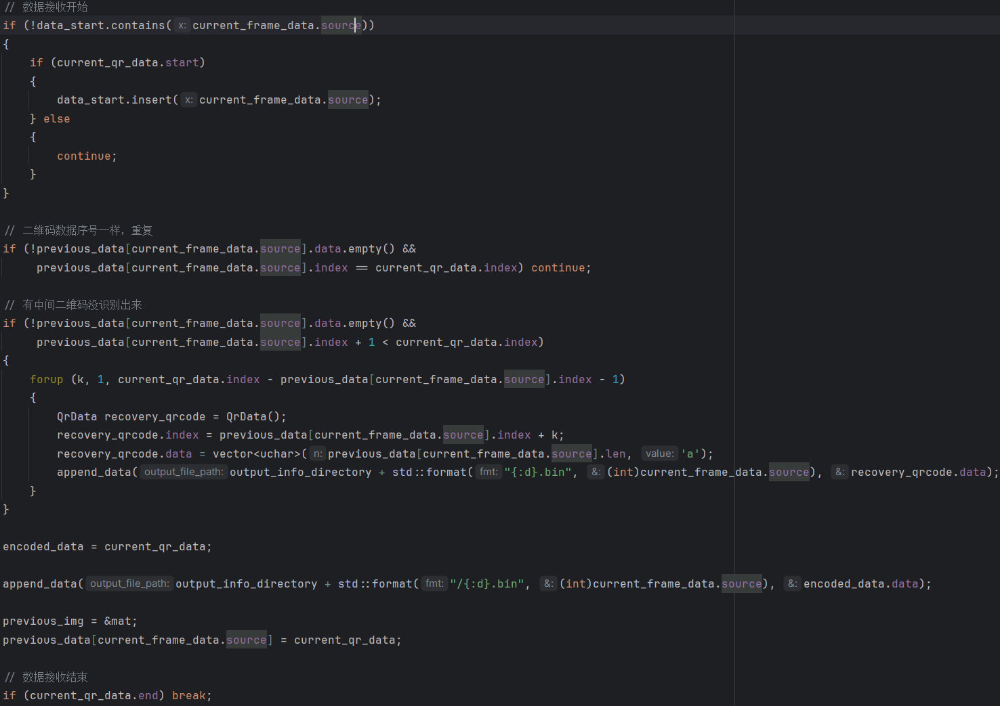 // 数据接收开始
if (!data_start.contains( x: current_frame_data.source))
{
    if (current_qr_data.start)
    {
        data_start.insert( x: current_frame_data.source);
    } else
    {
        continue;
    }
}
// 二维码数据序号一样，重复
if (!previous_data[current_frame_data.source].data.empty() &&
     previous_data[current_frame_data.source].index == current_qr_data.index) continue;
// 有中间二维码没识别出来
if (!previous_data[current_frame_data.source].data.empty() &&
     previous_data[current_frame_data.source].index + 1 < current_qr_data.index)
{
    forup (k, 1, current_qr_data.index - previous_data[current_frame_data.source].index - 1)
    {
        QrData recovery_qrcode = QrData();
        recovery_qrcode.index = previous_data[current_frame_data.source].index + k;
        recovery_qrcode.data = vector<uchar>( n: previous_data[current_frame_data.source].len, value: 'a');
        append_data( output_file_path: output_info_directory + std::format( fmt: "{:d}.bin", &: (int)current_frame_data.source), &: recovery_qrcode.data);
    }
}
encoded_data = current_qr_data;
append_data( output_file_path: output_info_directory + std::format( fmt: "/{:d}.bin", &: (int)current_frame_data.source), &: encoded_data.data);
previous_img = &mat;
previous_data[current_frame_data.source] = current_qr_data;
// 数据接收结束
if (current_qr_data.end) break;